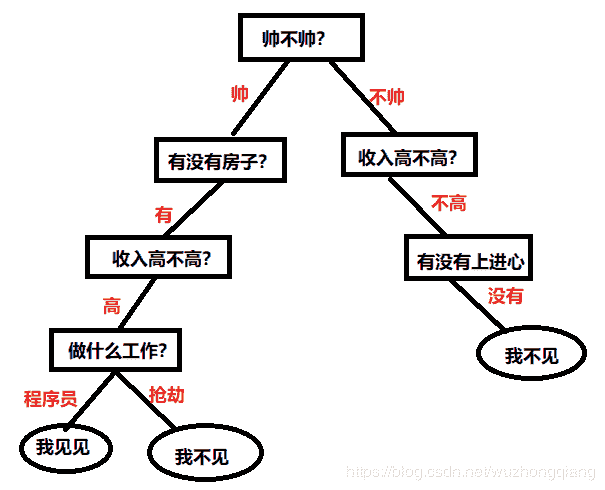 帅不帅?
帅
不帅
有没有房子?
收入高不高?
有
不高
收入高不高?
有没有上进心
高
没有
做什么工作?
我不见
程序员
抢劫
我见见
我不见
https://blog.csdn.net/wuzhongqiang